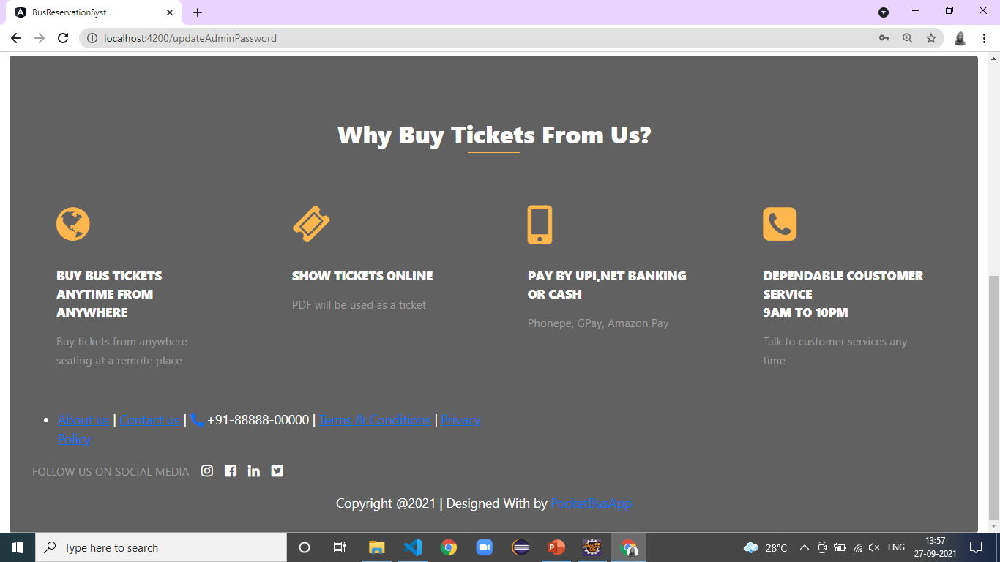 BusReservationSyst
localhost:4200/updateAdminPassword
Why Buy Tickets From Us?
BUY BUS TICKETS
ANYTIME FROM
ANYWHERE
Buy tickets from anywhere
seating at a remote place
SHOW TICKETS ONLINE
PDF will be used as a ticket
PAY BY UPI,NET BANKING
OR CASH
Phonepe, GPay, Amazon Pay
DEPENDABLE COUSTOMER
SERVICE
9AM TO 10PM
Talk to customer services any
time
About us | Contact us | +91-88888-00000 | Terms & Conditions | Privacy
Policy
FOLLOW US ON SOCIAL MEDIA
Copyright @2021 | Designed With by PocketBusApp
Type here to search
28°C
ENG
13:57
27-09-2021